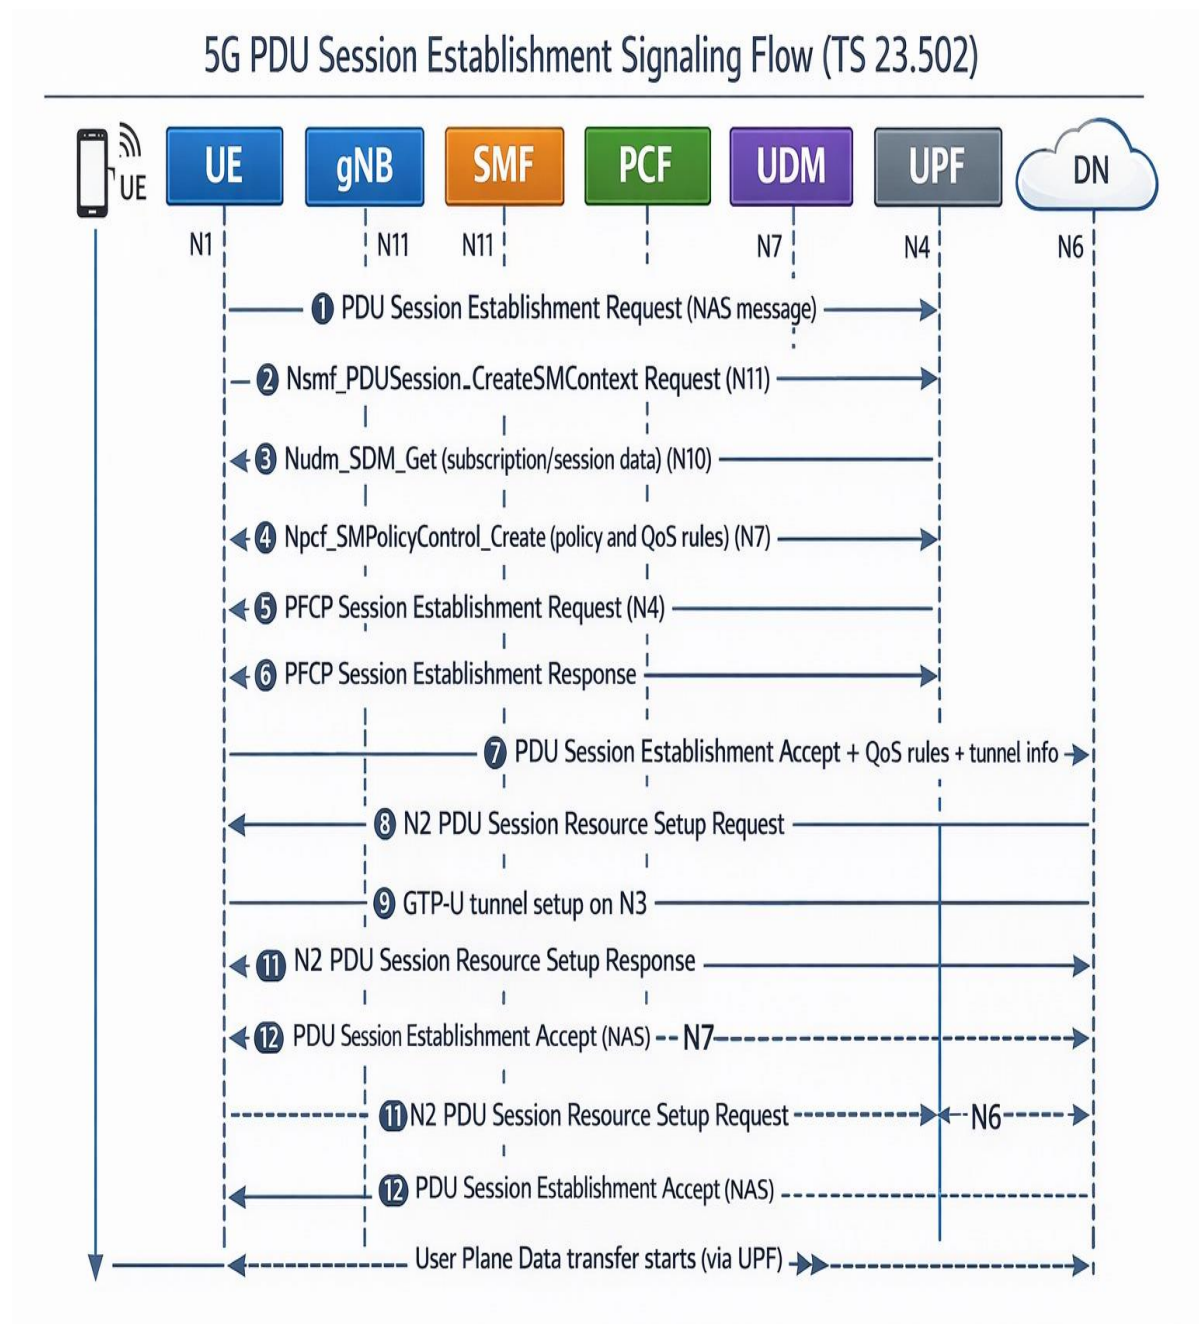 5G PDU Session Establishment Signaling Flow (TS 23.502)
UE
UE
gNB
SMF
PCF
UDM
UPF
DN
N1
N11
N11
N7
N4
N6
1 PDU Session Establishment Request (NAS message)
2 Nsmf_PDUSession_CreateSMContext Request (N11)
3 Nudm_SDM_Get (subscription/session data) (N10)
4 Npcf_SMPolicyControl_Create (policy and QoS rules) (N7)
5 PFCP Session Establishment Request (N4)
6 PFCP Session Establishment Response
7 PDU Session Establishment Accept + QoS rules + tunnel info
8 N2 PDU Session Resource Setup Request
9 GTP-U tunnel setup on N3
11 N2 PDU Session Resource Setup Response
12 PDU Session Establishment Accept (NAS) N7
11 N2 PDU Session Resource Setup Request N6
12 PDU Session Establishment Accept (NAS)
User Plane Data transfer starts (via UPF)